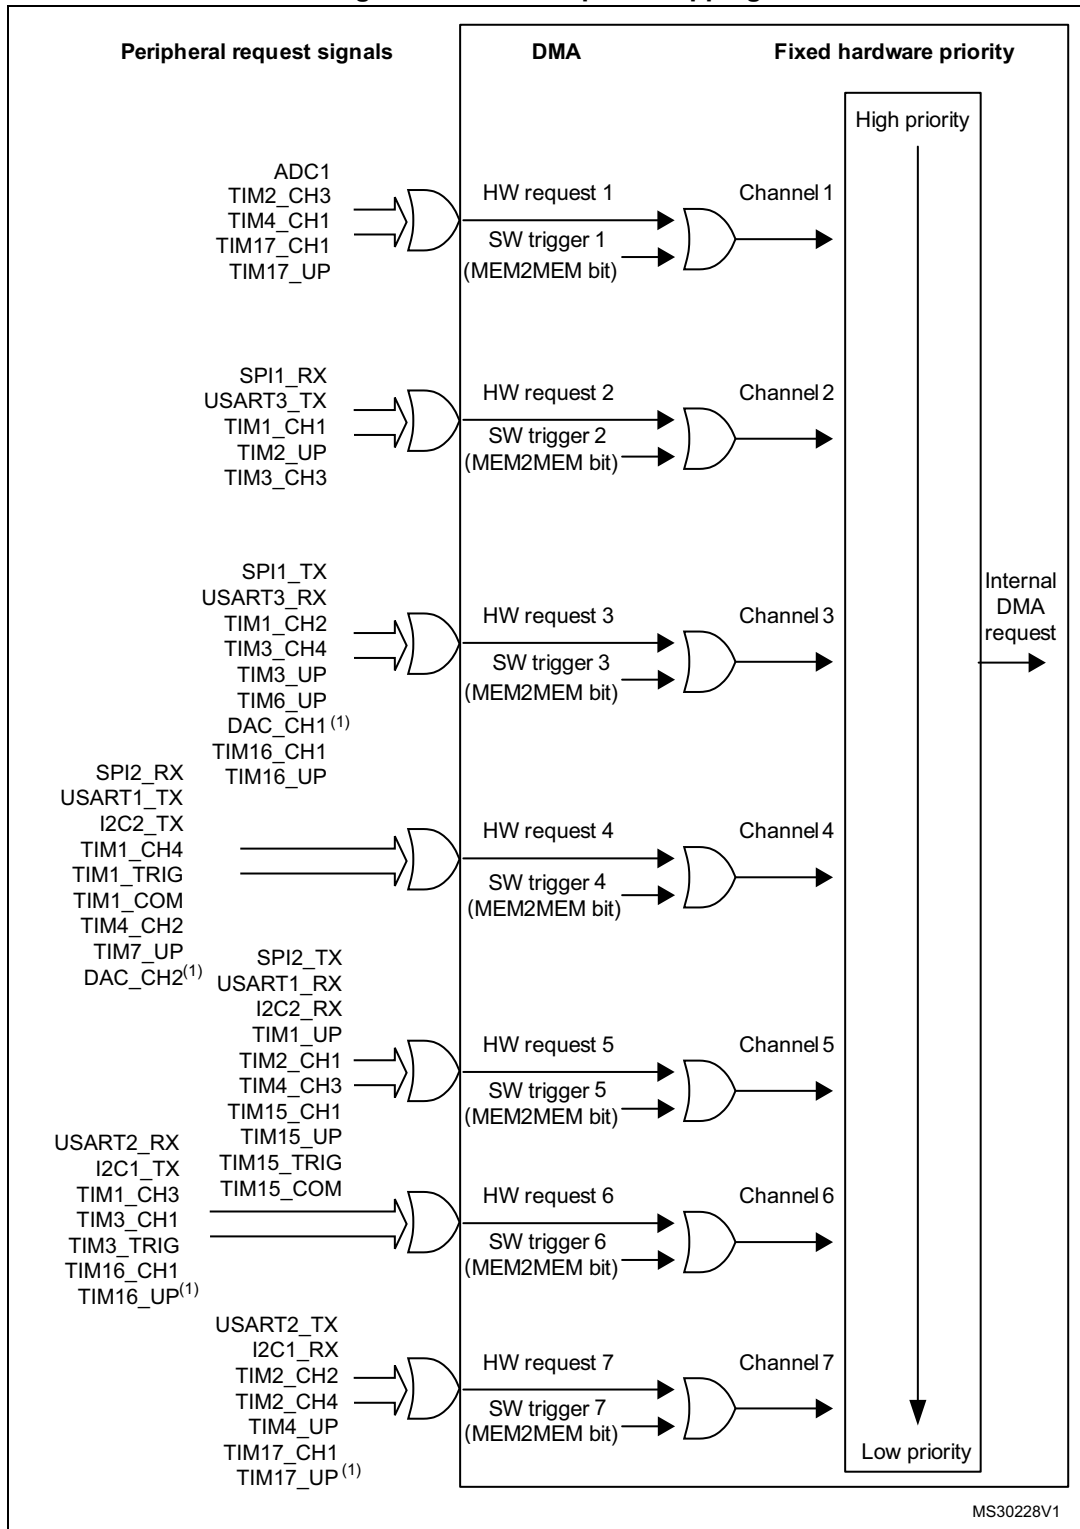 Peripheral request signals
DMA
Fixed hardware priority
High priority
ADC1
TIM2_CH3
TIM4_CH1
TIM17_CH1
TIM17_UP
HW request 1
SW trigger 1
(MEM2MEM bit)
Channel 1
SPI1_RX
USART3_TX
TIM1_CH1
TIM2_UP
TIM3_CH3
HW request 2
SW trigger 2
(MEM2MEM bit)
Channel 2
SPI1_TX
USART3_RX
TIM1_CH2
TIM3_CH4
TIM3_UP
TIM6_UP
DAC_CH1(1)
TIM16_CH1
TIM16_UP
HW request 3
SW trigger 3
(MEM2MEM bit)
Channel 3
Internal
DMA
request
SPI2_RX
USART1_TX
I2C2_TX
TIM1_CH4
TIM1_TRIG
TIM1_COM
TIM4_CH2
TIM7_UP
DAC_CH2(1)
HW request 4
SW trigger 4
(MEM2MEM bit)
Channel 4
SPI2_TX
USART1_RX
I2C2_RX
TIM1_UP
TIM2_CH1
TIM4_CH3
TIM15_CH1
TIM15_UP
TIM15_TRIG
TIM15_COM
HW request 5
SW trigger 5
(MEM2MEM bit)
Channel 5
USART2_RX
I2C1_TX
TIM1_CH3
TIM3_CH1
TIM3_TRIG
TIM16_CH1
TIM16_UP(1)
HW request 6
SW trigger 6
(MEM2MEM bit)
Channel 6
USART2_TX
I2C1_RX
TIM2_CH2
TIM2_CH4
TIM4_UP
TIM17_CH1
TIM17_UP(1)
HW request 7
SW trigger 7
(MEM2MEM bit)
Channel 7
Low priority
MS30228V1